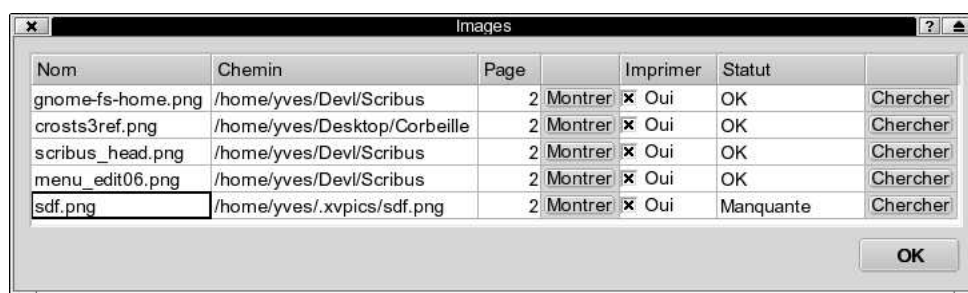 Images ?
Nom Chemin Page Imprimer Statut
gnome-fs-home.png /home/yves/Devl/Scribus 2 Montrer Oui OK Chercher
crosts3ref.png /home/yves/Desktop/Corbeille 2 Montrer Oui OK Chercher
scribus_head.png /home/yves/Devl/Scribus 2 Montrer Oui OK Chercher
menu_edit06.png /home/yves/Devl/Scribus 2 Montrer Oui OK Chercher
sdf.png /home/yves/.xvpics/sdf.png 2 Montrer Oui Manquante Chercher
OK